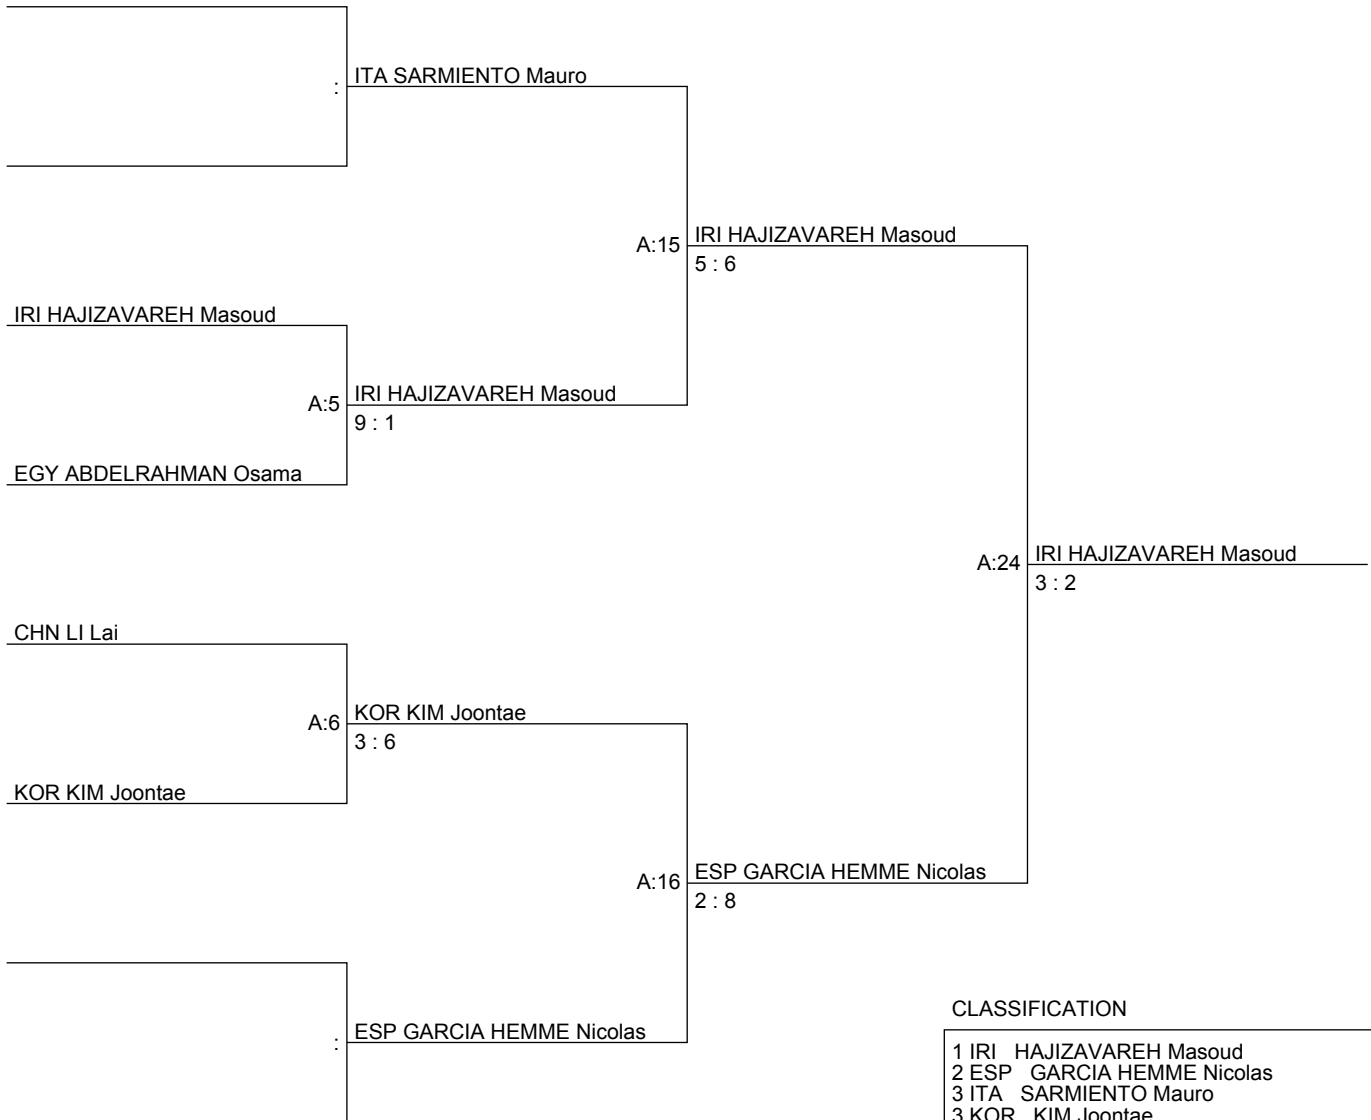 ITA SARMIENTO Mauro
:
A:15
IRI HAJIZAVAREH Masoud
5 : 6
IRI HAJIZAVAREH Masoud
A:5
IRI HAJIZAVAREH Masoud
9 : 1
EGY ABDELRAHMAN Osama
A:24
IRI HAJIZAVAREH Masoud
3 : 2
CHN LI Lai
A:6
KOR KIM Joontae
3 : 6
KOR KIM Joontae
A:16
ESP GARCIA HEMME Nicolas
2 : 8
ESP GARCIA HEMME Nicolas
:
CLASSIFICATION
1 IRI HAJIZAVAREH Masoud
2 ESP GARCIA HEMME Nicolas
3 ITA SARMIENTO Mauro
3 KOR KIM Joontae